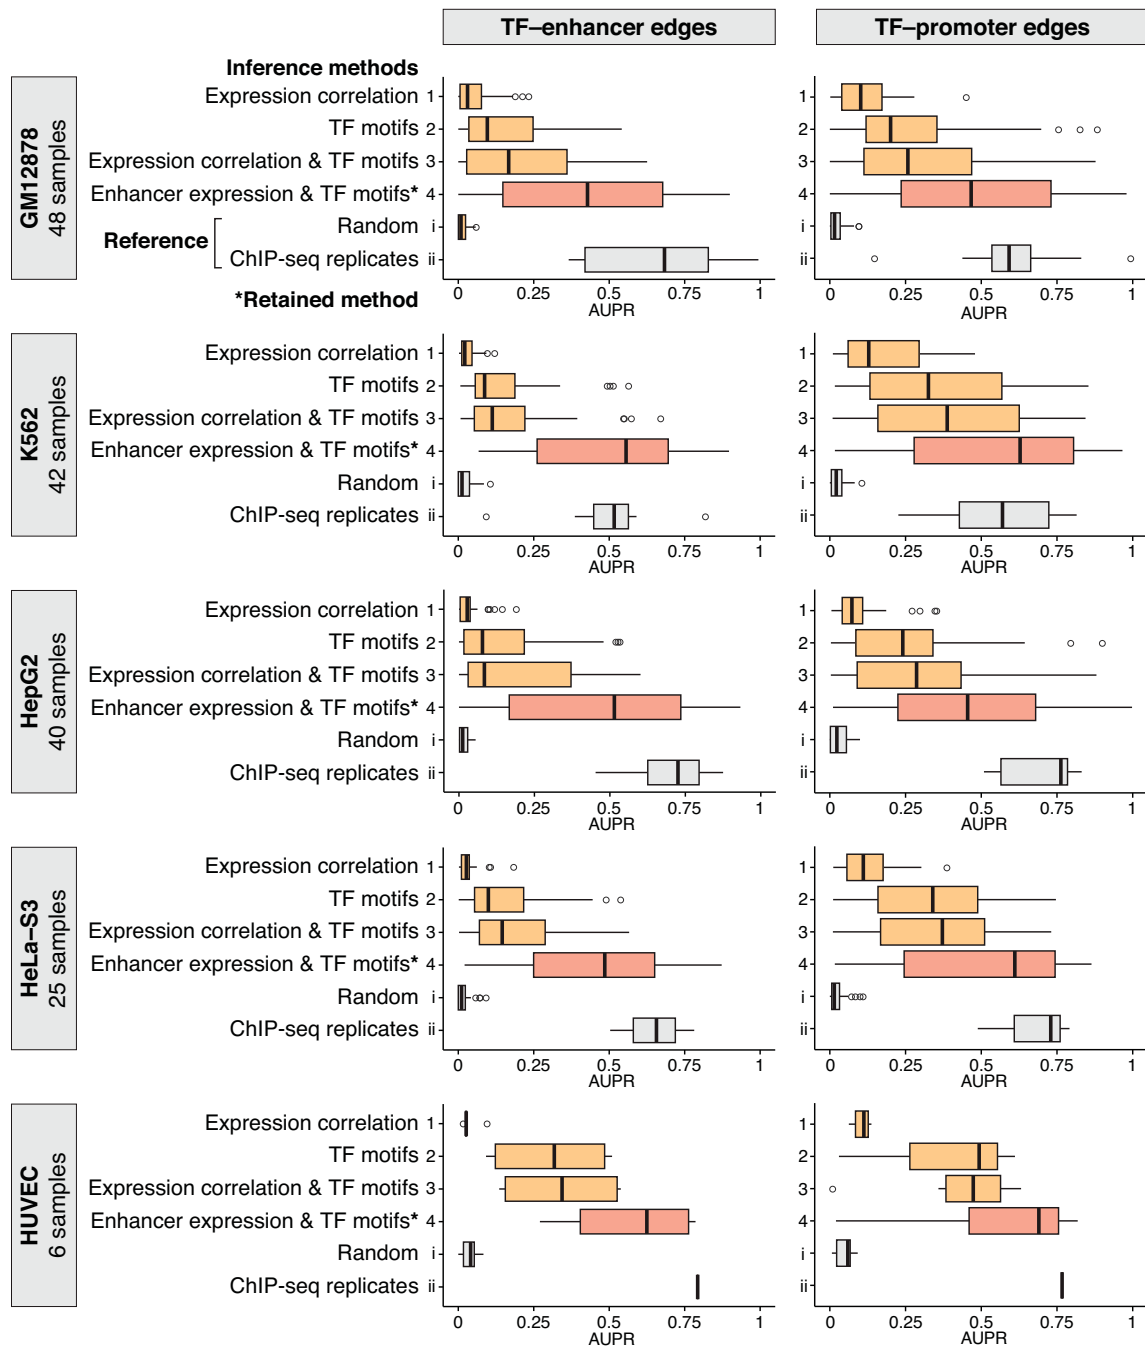 TF–enhancer edges
TF–promoter edges
GM12878
48 samples
Inference methods
Expression correlation 1
TF motifs 2
Expression correlation & TF motifs 3
Enhancer expression & TF motifs* 4
Reference
Random i
ChIP-seq replicates ii
*Retained method
0 0.25 0.5 0.75 1
AUPR
1
2
3
4
i
ii
0 0.25 0.5 0.75 1
AUPR
K562
42 samples
Expression correlation 1
TF motifs 2
Expression correlation & TF motifs 3
Enhancer expression & TF motifs* 4
Random i
ChIP-seq replicates ii
0 0.25 0.5 0.75 1
AUPR
1
2
3
4
i
ii
0 0.25 0.5 0.75 1
AUPR
HepG2
40 samples
Expression correlation 1
TF motifs 2
Expression correlation & TF motifs 3
Enhancer expression & TF motifs* 4
Random i
ChIP-seq replicates ii
0 0.25 0.5 0.75 1
AUPR
1
2
3
4
i
ii
0 0.25 0.5 0.75 1
AUPR
HeLa–S3
25 samples
Expression correlation 1
TF motifs 2
Expression correlation & TF motifs 3
Enhancer expression & TF motifs* 4
Random i
ChIP-seq replicates ii
0 0.25 0.5 0.75 1
AUPR
1
2
3
4
i
ii
0 0.25 0.5 0.75 1
AUPR
HUVEC
6 samples
Expression correlation 1
TF motifs 2
Expression correlation & TF motifs 3
Enhancer expression & TF motifs* 4
Random i
ChIP-seq replicates ii
0 0.25 0.5 0.75 1
AUPR
1
2
3
4
i
ii
0 0.25 0.5 0.75 1
AUPR